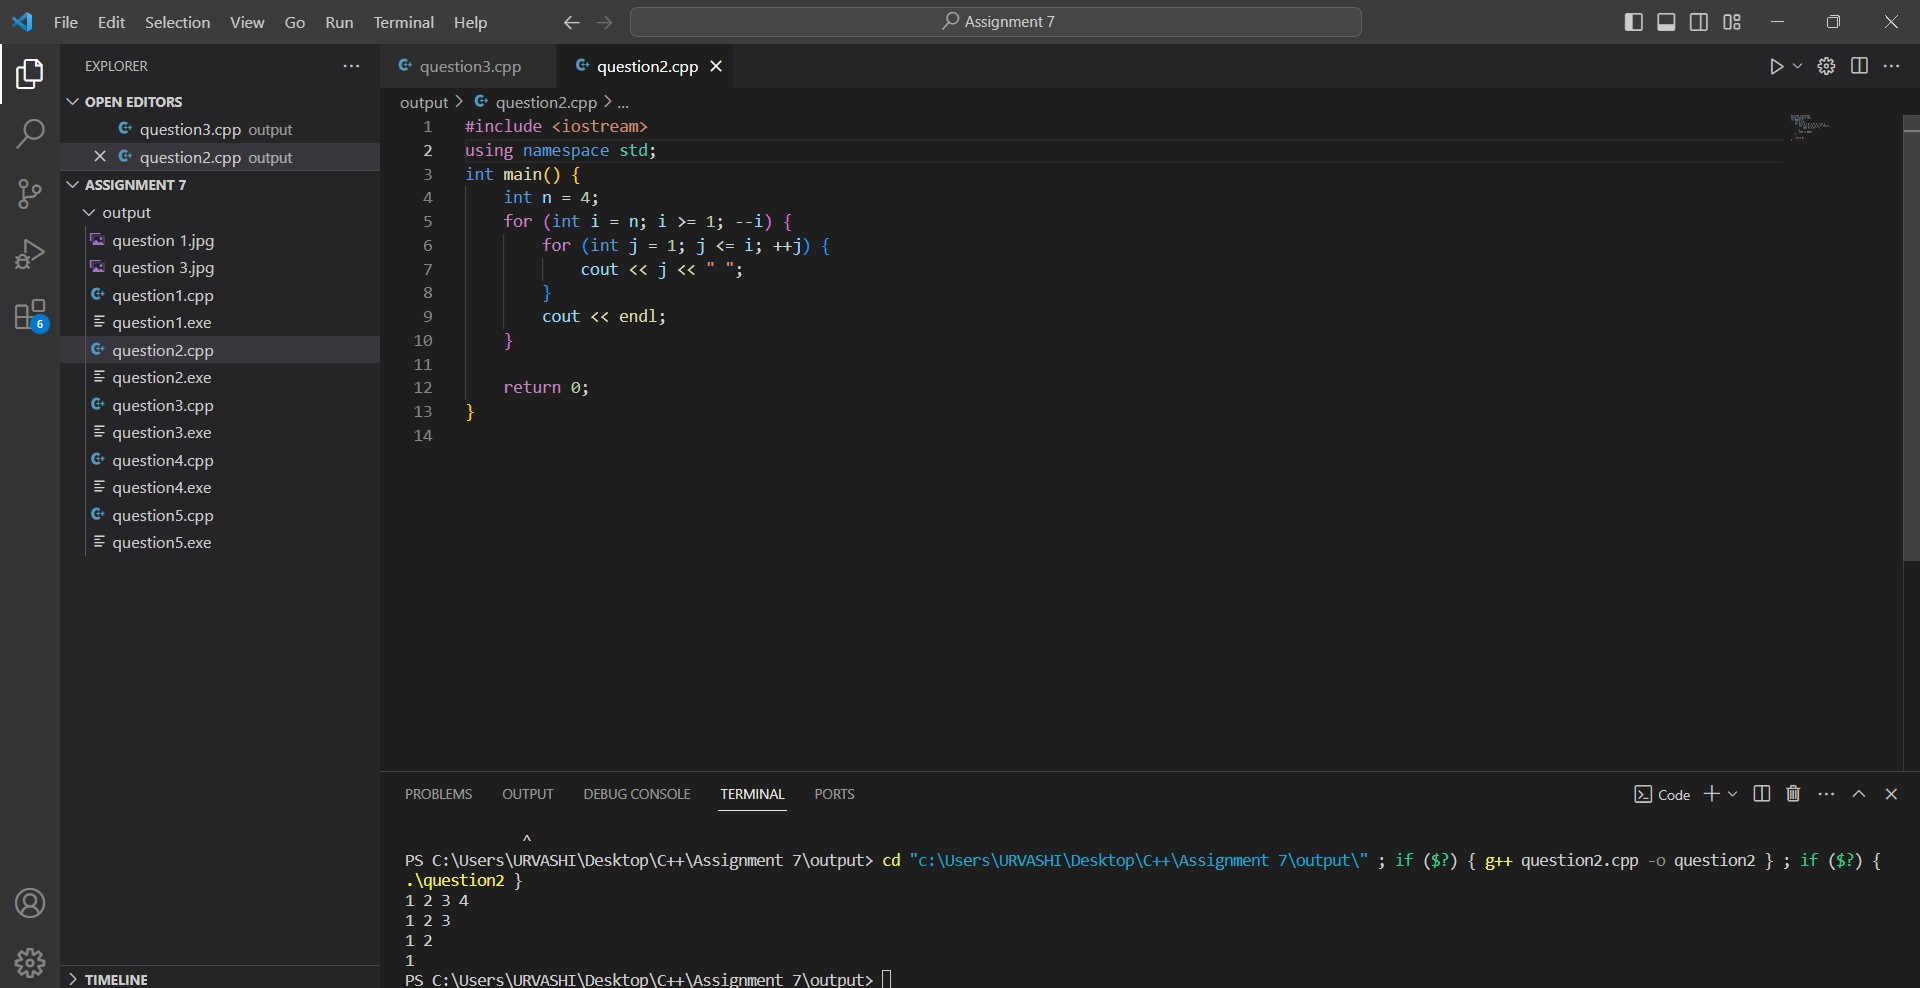 File Edit Selection View Go Run Terminal Help
Assignment 7
EXPLORER
OPEN EDITORS
question3.cpp output
question2.cpp output
ASSIGNMENT 7
output
question 1.jpg
question 3.jpg
question1.cpp
question1.exe
question2.cpp
question2.exe
question3.cpp
question3.exe
question4.cpp
question4.exe
question5.cpp
question5.exe
6
TIMELINE
question3.cpp
question2.cpp
output > question2.cpp > ...
1 #include <iostream>
2 using namespace std;
3 int main() {
4 int n = 4;
5 for (int i = n; i >= 1; --i) {
6 for (int j = 1; j <= i; ++j) {
7 cout << j << " ";
8 }
9 cout << endl;
10 }
11
12 return 0;
13 }
14
PROBLEMS OUTPUT DEBUG CONSOLE TERMINAL PORTS
Code
^
PS C:\Users\URVASHI\Desktop\C++\Assignment 7\output> cd "c:\Users\URVASHI\Desktop\C++\Assignment 7\output\" ; if ($?) { g++ question2.cpp -o question2 } ; if ($?) {
.\question2 }
1 2 3 4
1 2 3
1 2
1
PS C:\Users\URVASHI\Desktop\C++\Assignment 7\output>